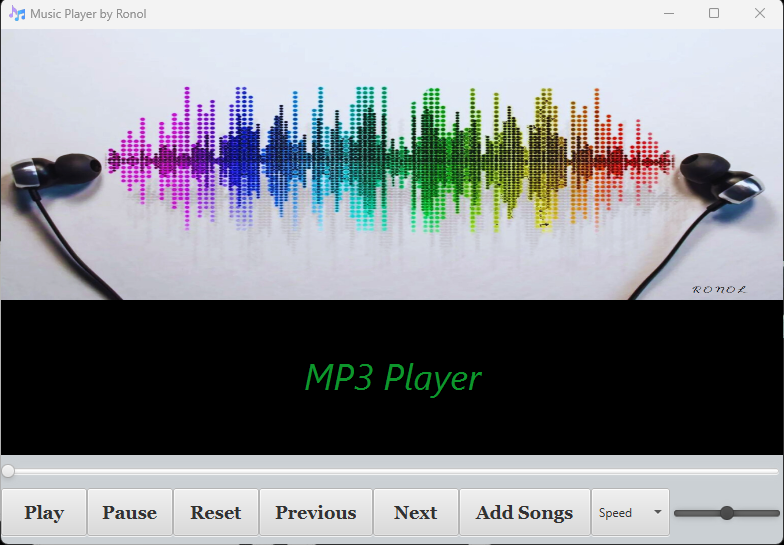 Music Player by Ronol
RONOL
MP3 Player
Play Pause Reset Previous Next Add Songs Speed